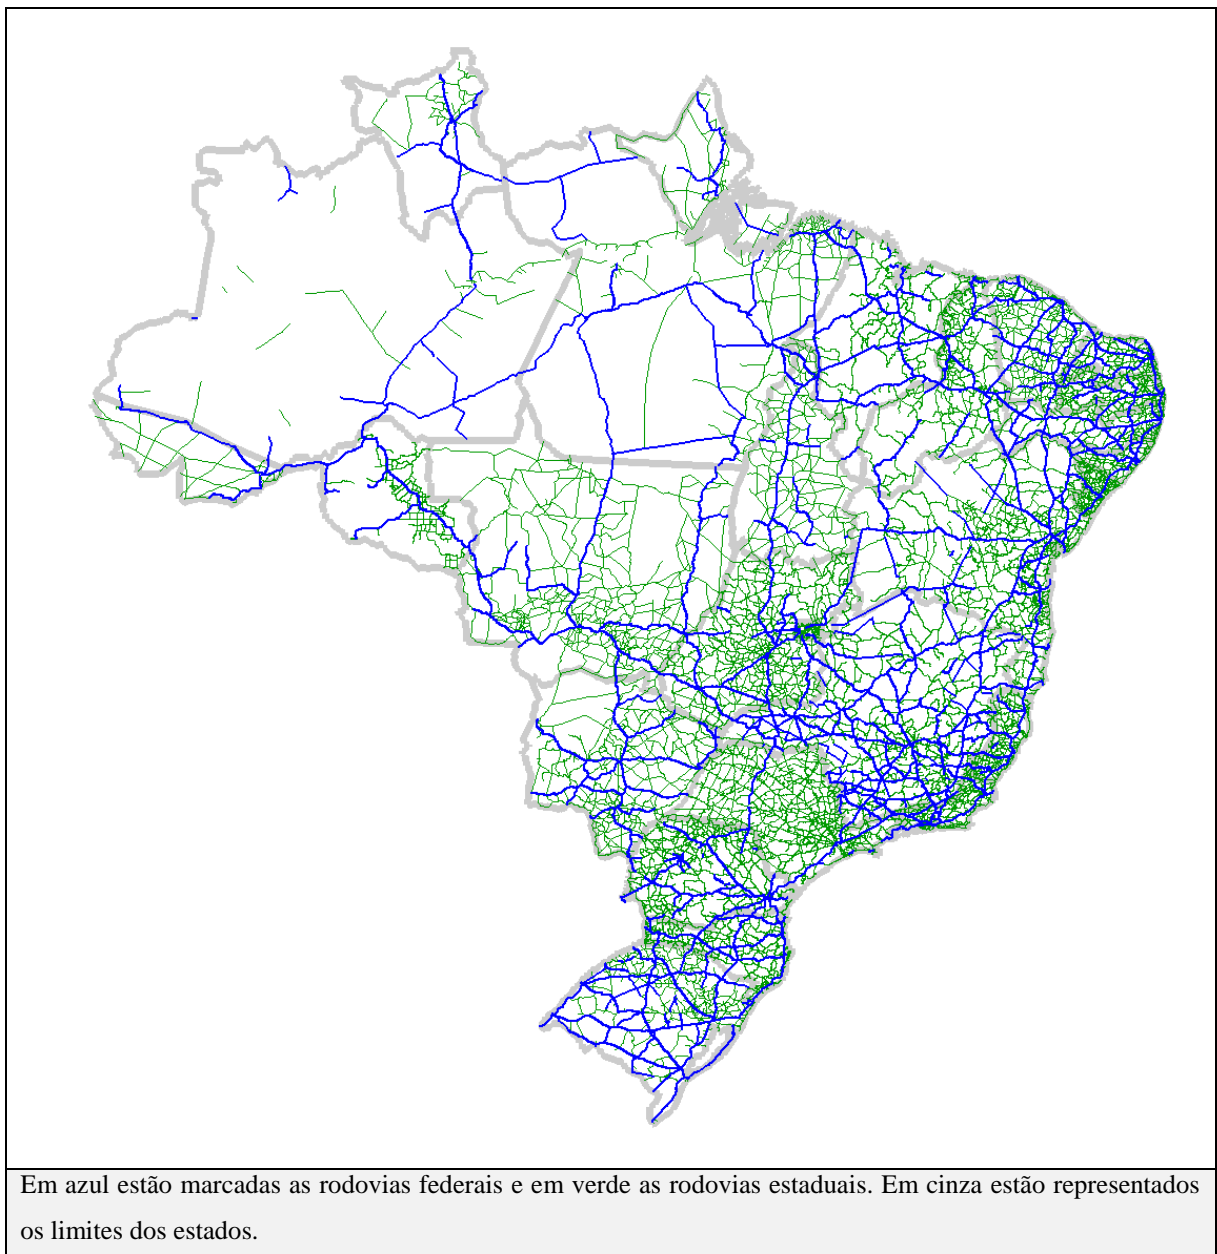 Em azul estão marcadas as rodovias federais e em verde as rodovias estaduais. Em cinza estão representados
os limites dos estados.